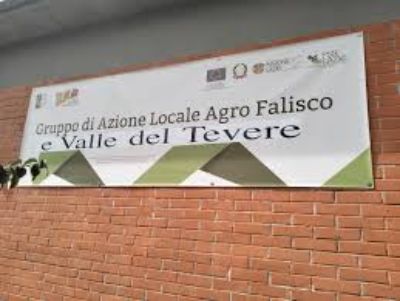 Gruppo di Azione Locale Agro Falisco
e Valle del Tevere